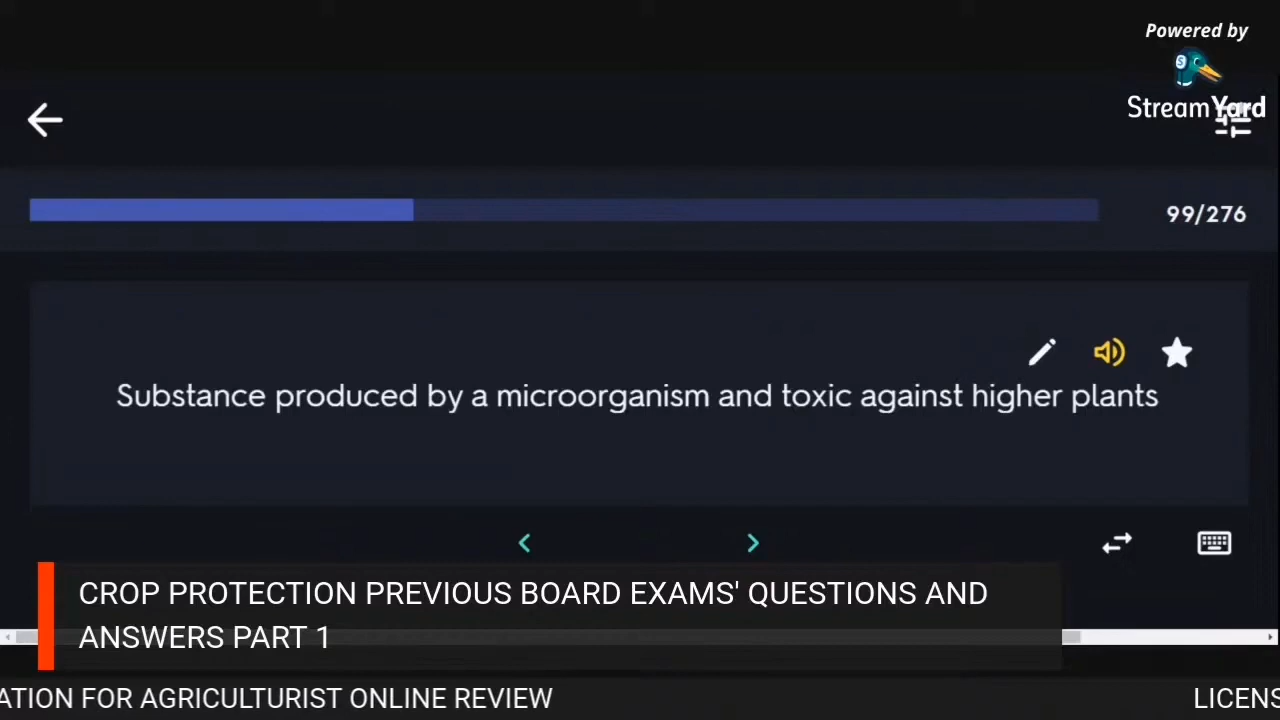 Powered by
StreamYard
99/276
Substance produced by a microorganism and toxic against higher plants
CROP PROTECTION PREVIOUS BOARD EXAMS' QUESTIONS AND
ANSWERS PART 1
ATION FOR AGRICULTURIST ONLINE REVIEW
LICENS